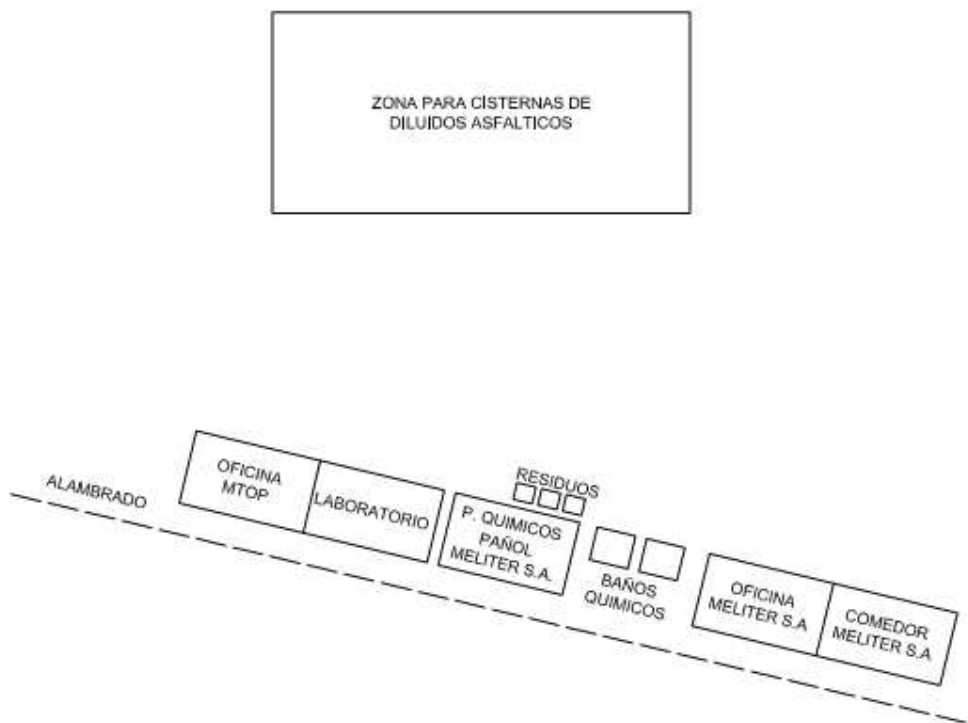 ZONA PARA CISTERNAS DE
DILUIDOS ASFALTICOS
ALAMBRADO
OFICINA
MTOP
LABORATORIO
RESIDUOS
P. QUIMICOS
PAÑOL
MELITER S.A.
BAÑOS
QUIMICOS
OFICINA
MELITER S.A
COMEDOR
MELITER S.A